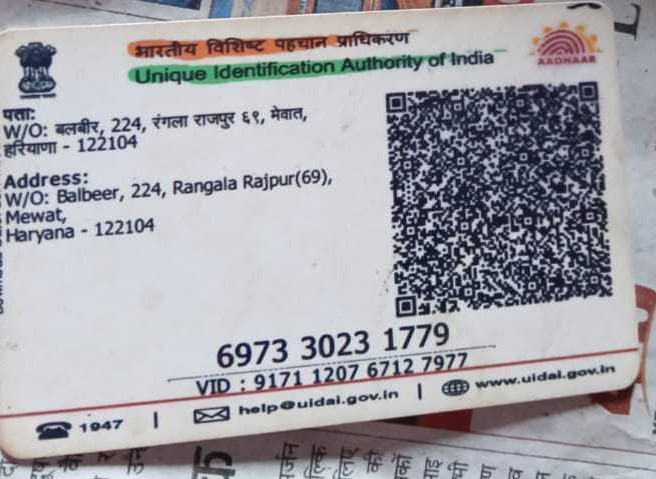 भारतीय विशिष्ट पहचान प्राधिकरण
Unique Identification Authority of India
AADHAAR
पता:
W/O: बलबीर, 224, रंगला राजपुर ६९, मेवात,
हरियाणा - 122104
Address:
W/O: Balbeer, 224, Rangala Rajpur(69),
Mewat,
Haryana - 122104
6973 3023 1779
VID : 9171 1207 6712 7977
1947 | help@uidai.gov.in | www.uidai.gov.in